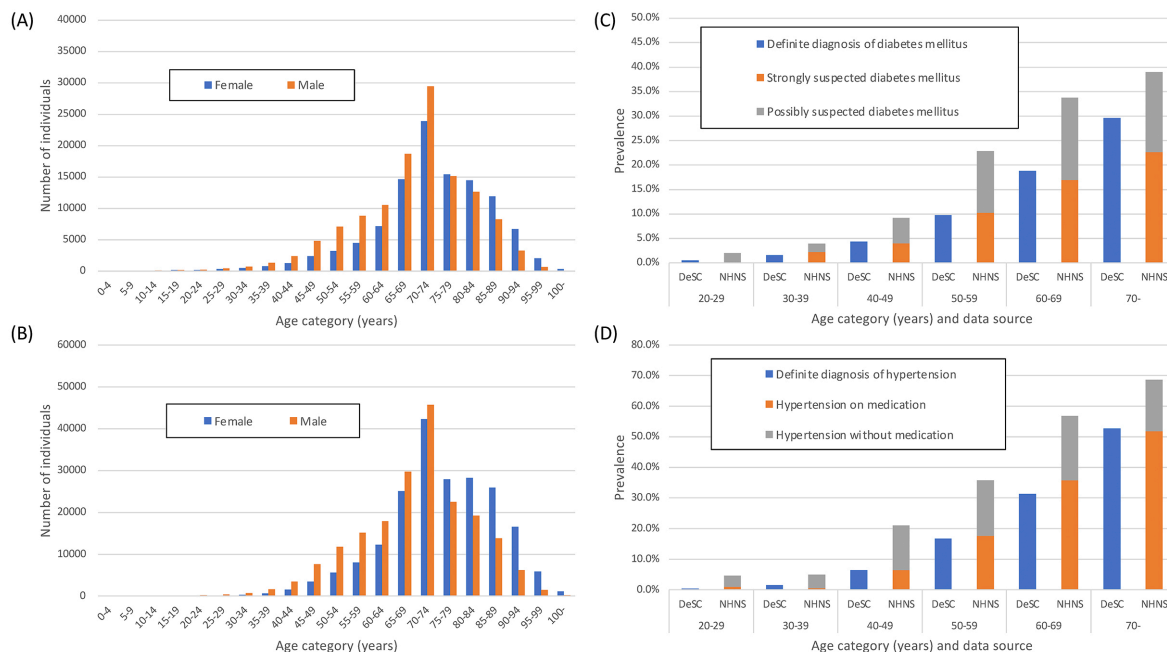 (A)
40000
35000
30000
25000
20000
15000
10000
5000
0
Number of individuals
Female Male
0-4 5-9 10-14 15-19 20-24 25-29 30-34 35-39 40-44 45-49 50-54 55-59 60-64 65-69 70-74 75-79 80-84 85-89 90-94 95-99 100-
Age category (years)
(B)
60000
50000
40000
30000
20000
10000
0
Number of individuals
Female Male
0-4 5-9 10-14 15-19 20-24 25-29 30-34 35-39 40-44 45-49 50-54 55-59 60-64 65-69 70-74 75-79 80-84 85-89 90-94 95-99 100-
Age category (years)
(C)
50.0%
45.0%
40.0%
35.0%
30.0%
25.0%
20.0%
15.0%
10.0%
5.0%
0.0%
Prevalence
Definite diagnosis of diabetes mellitus
Strongly suspected diabetes mellitus
Possibly suspected diabetes mellitus
DeSC NHNS DeSC NHNS DeSC NHNS DeSC NHNS DeSC NHNS DeSC NHNS
20-29 30-39 40-49 50-59 60-69 70-
Age category (years) and data source
(D)
80.0%
70.0%
60.0%
50.0%
40.0%
30.0%
20.0%
10.0%
0.0%
Prevalence
Definite diagnosis of hypertension
Hypertension on medication
Hypertension without medication
DeSC NHNS DeSC NHNS DeSC NHNS DeSC NHNS DeSC NHNS DeSC NHNS
20-29 30-39 40-49 50-59 60-69 70-
Age category (years) and data source